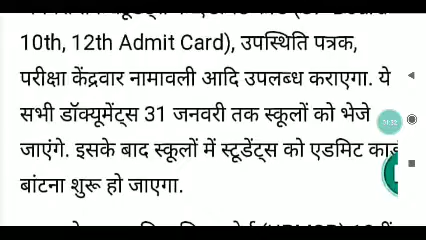 10th, 12th Admit Card), उपस्थिति पत्रक,
परीक्षा केंद्रवार नामावली आदि उपलब्ध कराएगा. ये
सभी डॉक्यूमेंट्स 31 जनवरी तक स्कूलों को भेजे
जाएंगे. इसके बाद स्कूलों में स्टूडेंट्स को एडमिट कार्ड
बांटना शुरू हो जाएगा.